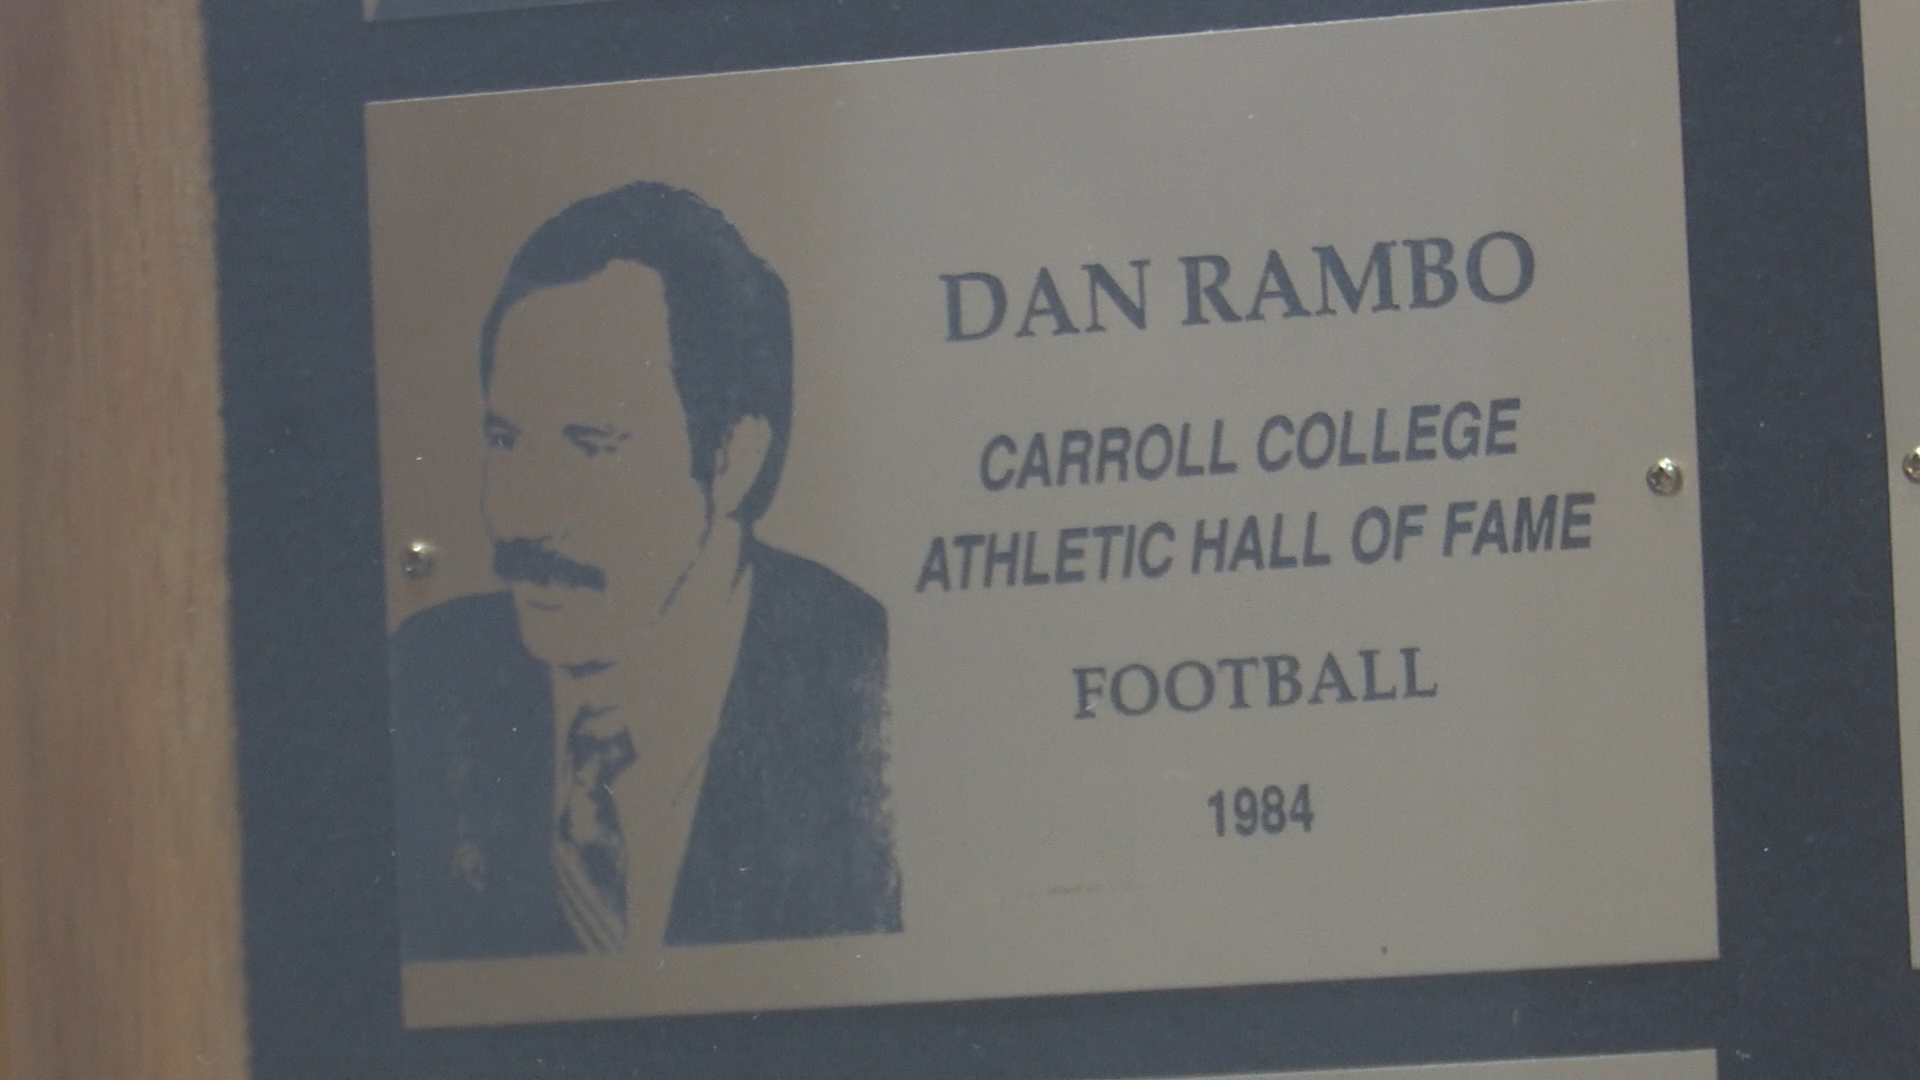 DAN RAMBO
CARROLL COLLEGE
ATHLETIC HALL OF FAME
FOOTBALL
1984